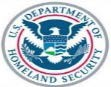 U.S. DEPARTMENT OF
HOMELAND SECURITY